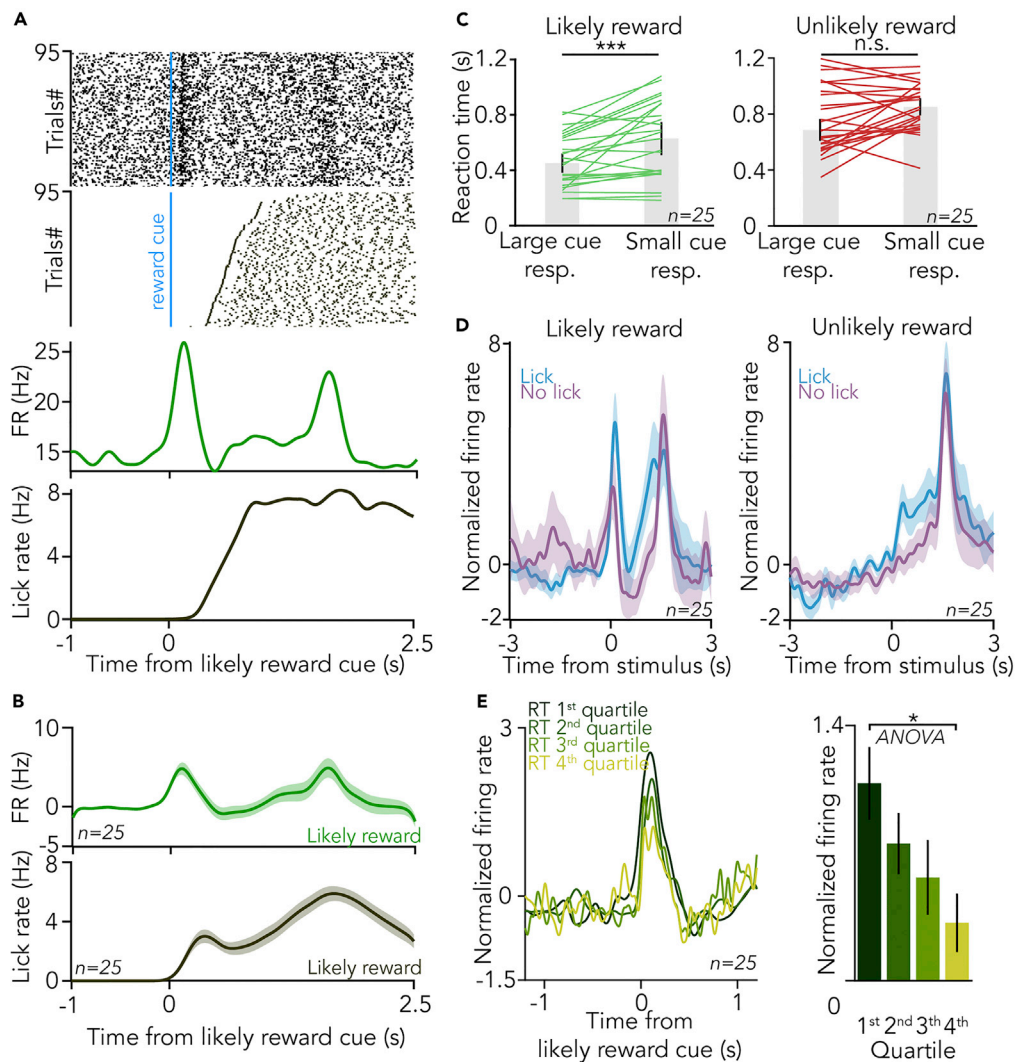 A
95
Trials#
95
Trials#
reward cue
25
20
15
FR (Hz)
8
4
0
Lick rate (Hz)
-1
0
2.5
Time from likely reward cue (s)
B
10
0
-5
FR (Hz)
n=25
Likely reward
8
4
0
Lick rate (Hz)
n=25
Likely reward
-1
0
2.5
Time from likely reward cue (s)
C
Likely reward
***
1.2
0.8
0.4
0
Reaction time (s)
n=25
Large cue
resp.
Small cue
resp.
Unlikely reward
n.s.
1.2
0.8
0.4
0
n=25
Large cue
resp.
Small cue
resp.
D
Likely reward
8
0
-2
Normalized firing rate
Lick
No lick
n=25
-3
0
3
Time from stimulus (s)
Unlikely reward
8
0
-2
Normalized firing rate
Lick
No lick
n=25
-3
0
3
Time from stimulus (s)
E
RT 1st quartile
RT 2nd quartile
RT 3rd quartile
RT 4th quartile
3
0
-1.5
Normalized firing rate
n=25
-1
0
1
Time from
likely reward cue (s)
1.4
0
Normalized firing rate
*
ANOVA
1st 2nd 3th 4th
Quartile